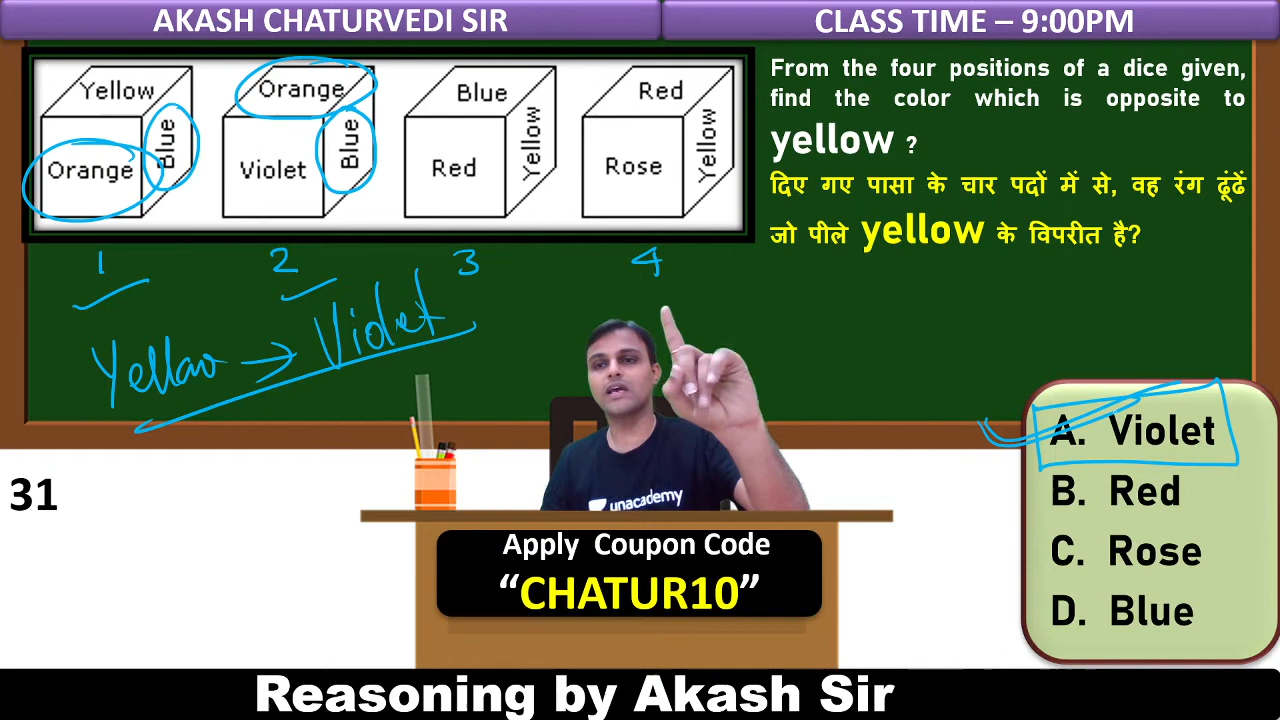 AKASH CHATURVEDI SIR
CLASS TIME – 9:00PM
Yellow
Blue
Orange
Orange
Blue
Violet
Blue
Yellow
Red
Red
Yellow
Rose
From the four positions of a dice given,
find the color which is opposite to
yellow ?
दिए गए पासा के चार पदों में से, वह रंग ढूंढें
जो पीले yellow के विपरीत है?
1 2 3 4
Yellow → Violet
A. Violet
B. Red
C. Rose
D. Blue
31
unacademy
Apply Coupon Code
“CHATUR10”
Reasoning by Akash Sir